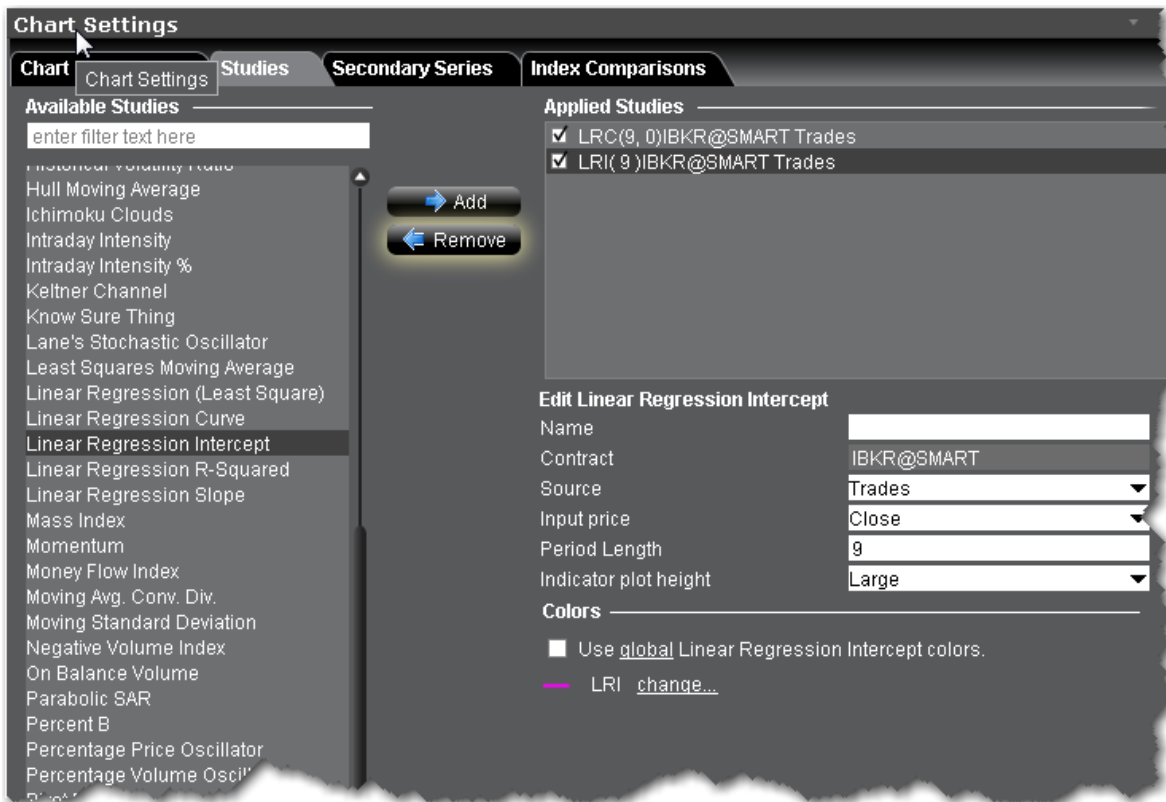 Chart Settings
Chart
Chart Settings
Studies
Secondary Series
Index Comparisons
Available Studies
enter filter text here
Historical Volatility Ratio
Hull Moving Average
Ichimoku Clouds
Intraday Intensity
Intraday Intensity %
Keltner Channel
Know Sure Thing
Lane's Stochastic Oscillator
Least Squares Moving Average
Linear Regression (Least Square)
Linear Regression Curve
Linear Regression Intercept
Linear Regression R-Squared
Linear Regression Slope
Mass Index
Momentum
Money Flow Index
Moving Avg. Conv. Div.
Moving Standard Deviation
Negative Volume Index
On Balance Volume
Parabolic SAR
Percent B
Percentage Price Oscillator
Percentage Volume
Add
Remove
Applied Studies
LRC(9, 0)IBKR@SMART Trades
LRI( 9 )IBKR@SMART Trades
Edit Linear Regression Intercept
Name
Contract IBKR@SMART
Source Trades
Input price Close
Period Length 9
Indicator plot height Large
Colors
Use global Linear Regression Intercept colors.
LRI change...